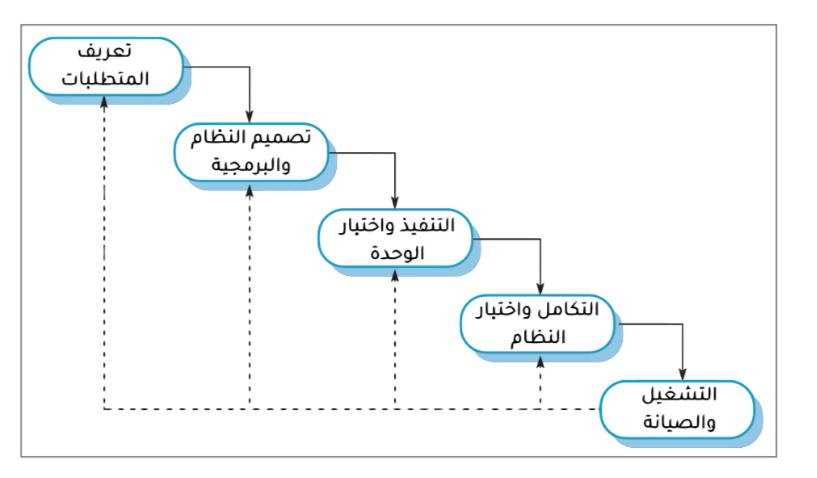 تعريف
المتطلبات
تصميم النظام
والبرمجية
التنفيذ واختبار
الوحدة
التكامل واختبار
النظام
التشغيل
والصيانة